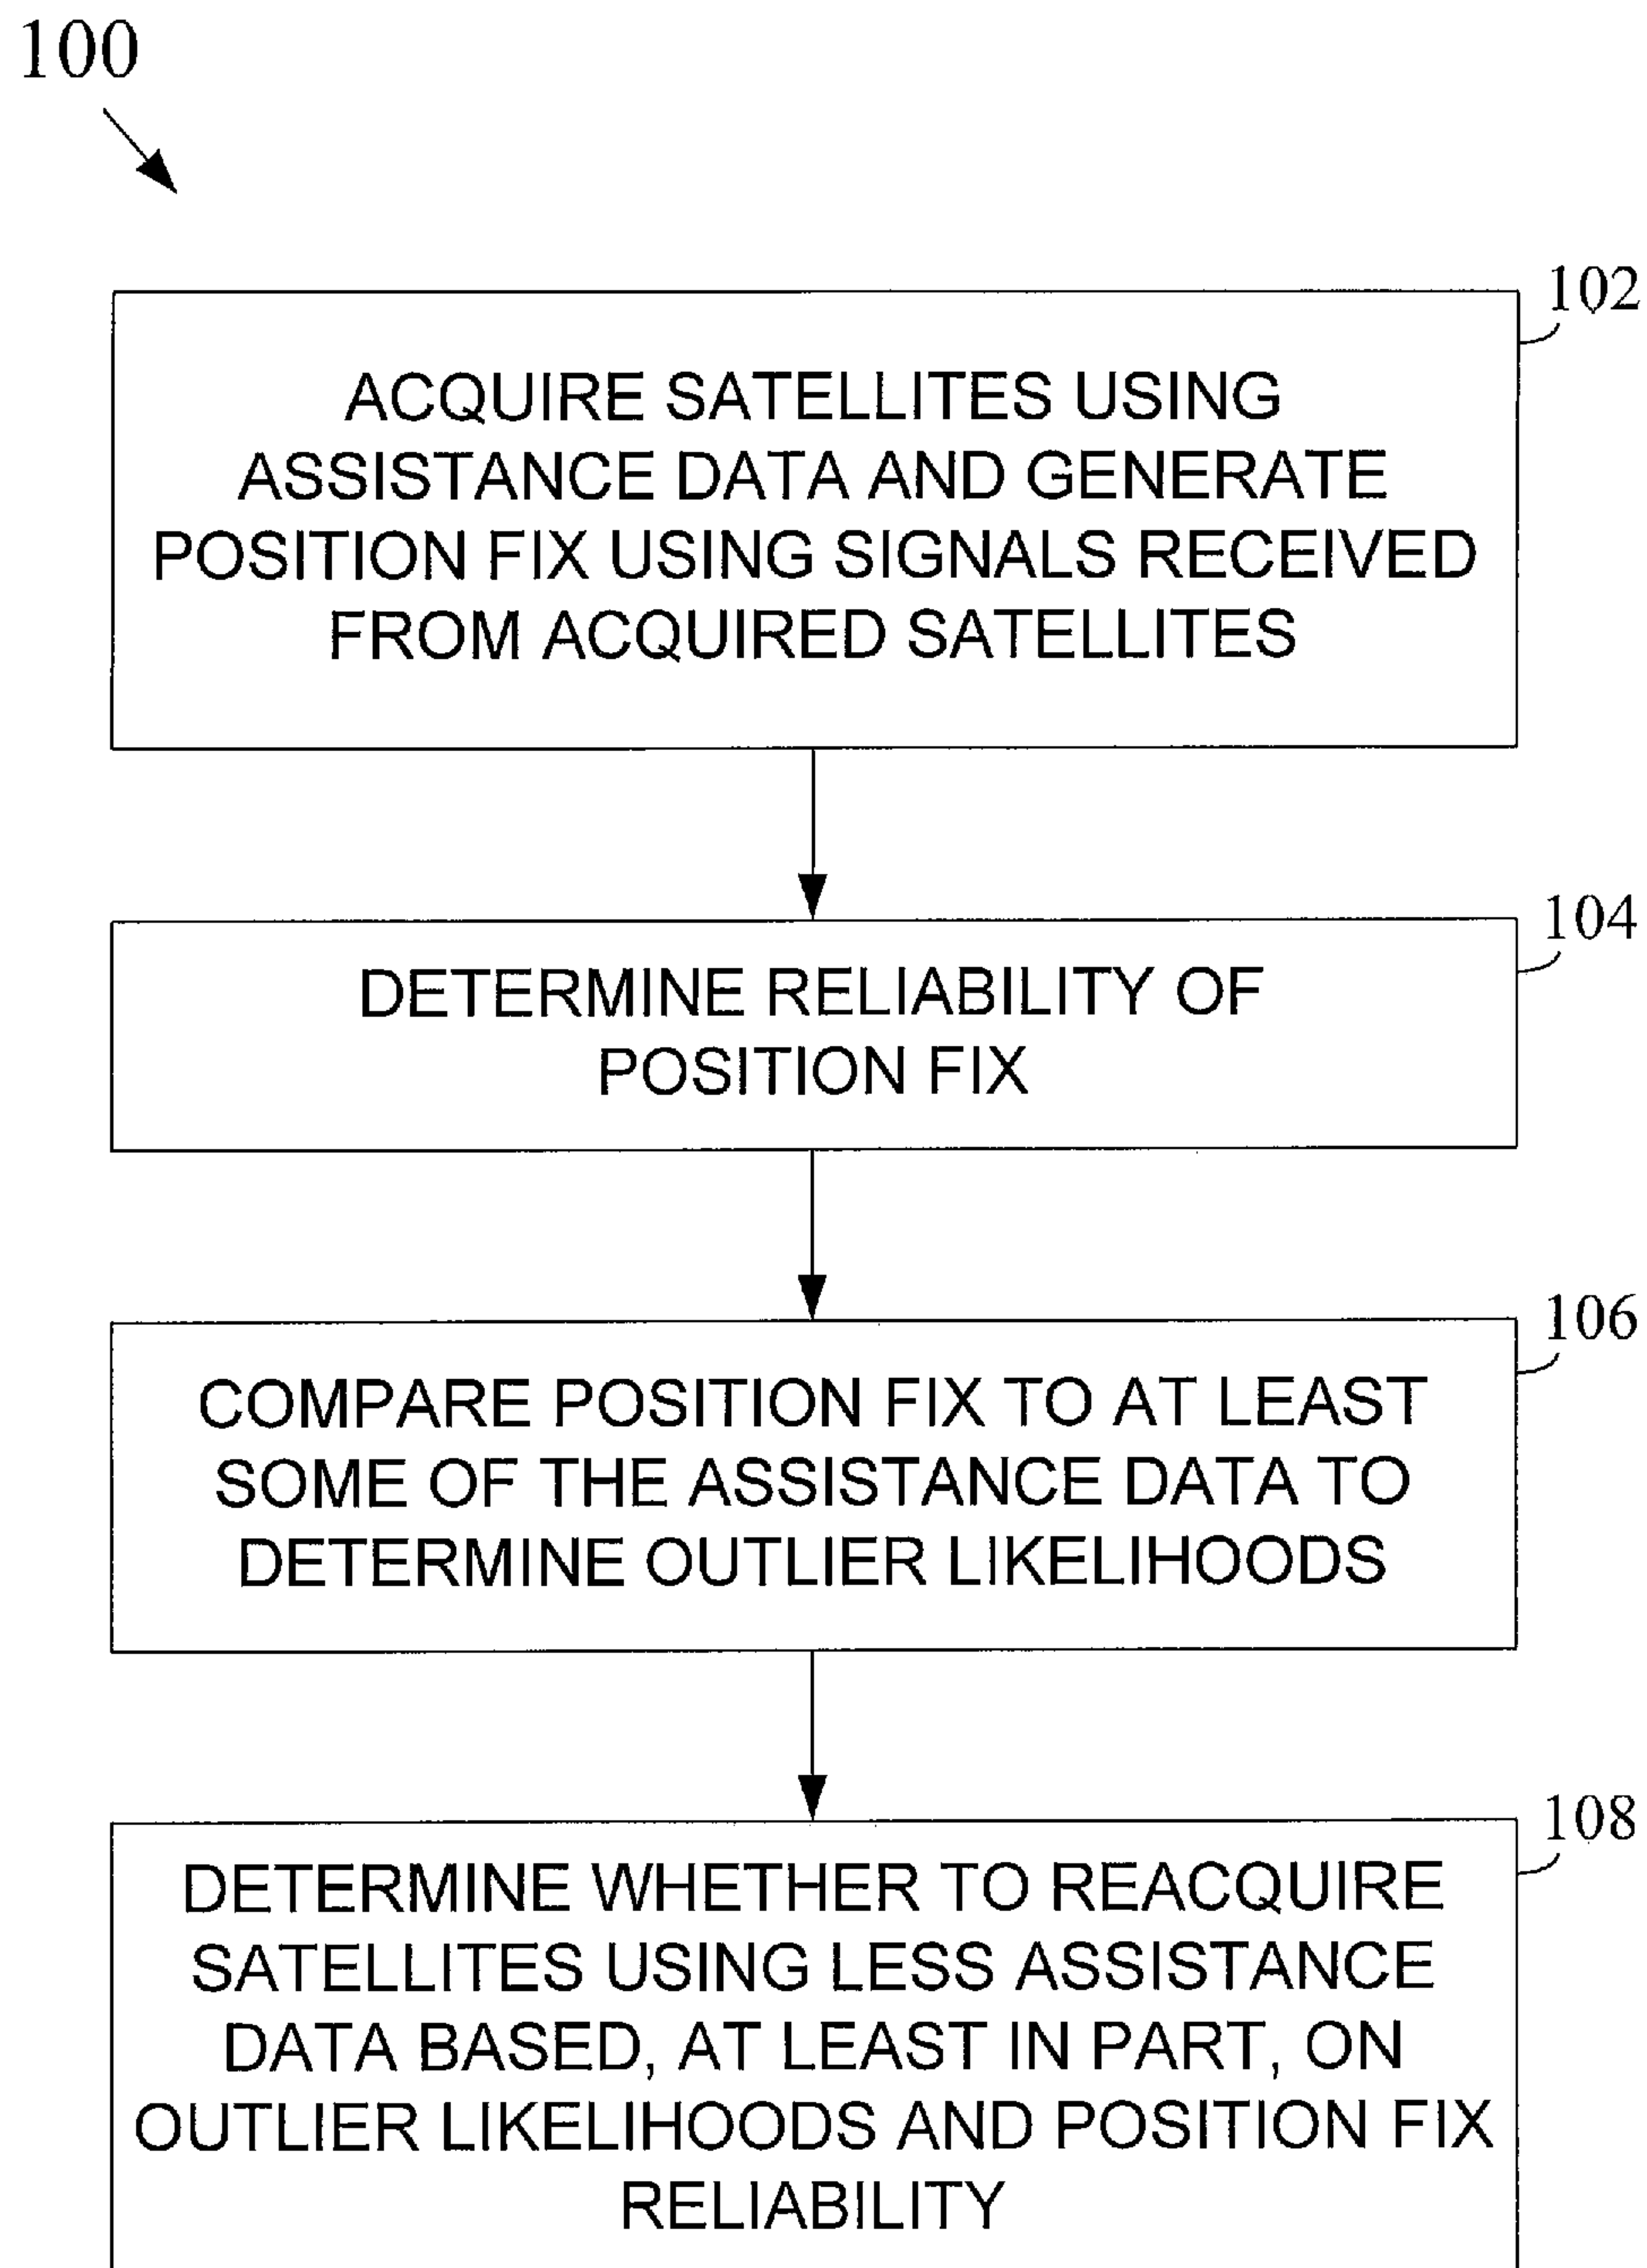 100
102
ACQUIRE SATELLITES USING
ASSISTANCE DATA AND GENERATE
POSITION FIX USING SIGNALS RECEIVED
FROM ACQUIRED SATELLITES
104
DETERMINE RELIABILITY OF
POSITION FIX
106
COMPARE POSITION FIX TO AT LEAST
SOME OF THE ASSISTANCE DATA TO
DETERMINE OUTLIER LIKELIHOODS
108
DETERMINE WHETHER TO REACQUIRE
SATELLITES USING LESS ASSISTANCE
DATA BASED, AT LEAST IN PART, ON
OUTLIER LIKELIHOODS AND POSITION FIX
RELIABILITY